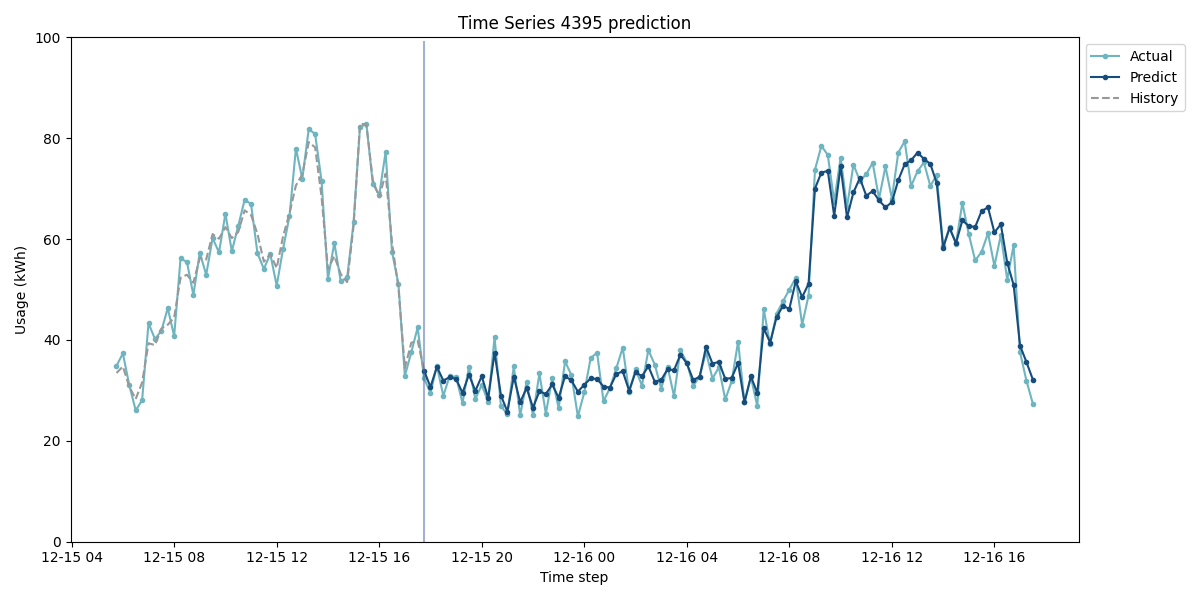 Time Series 4395 prediction
100
80
60
40
20
0
Usage (kWh)
12-15 04
12-15 08
12-15 12
12-15 16
12-15 20
12-16 00
12-16 04
12-16 08
12-16 12
12-16 16
Time step
Actual
Predict
History